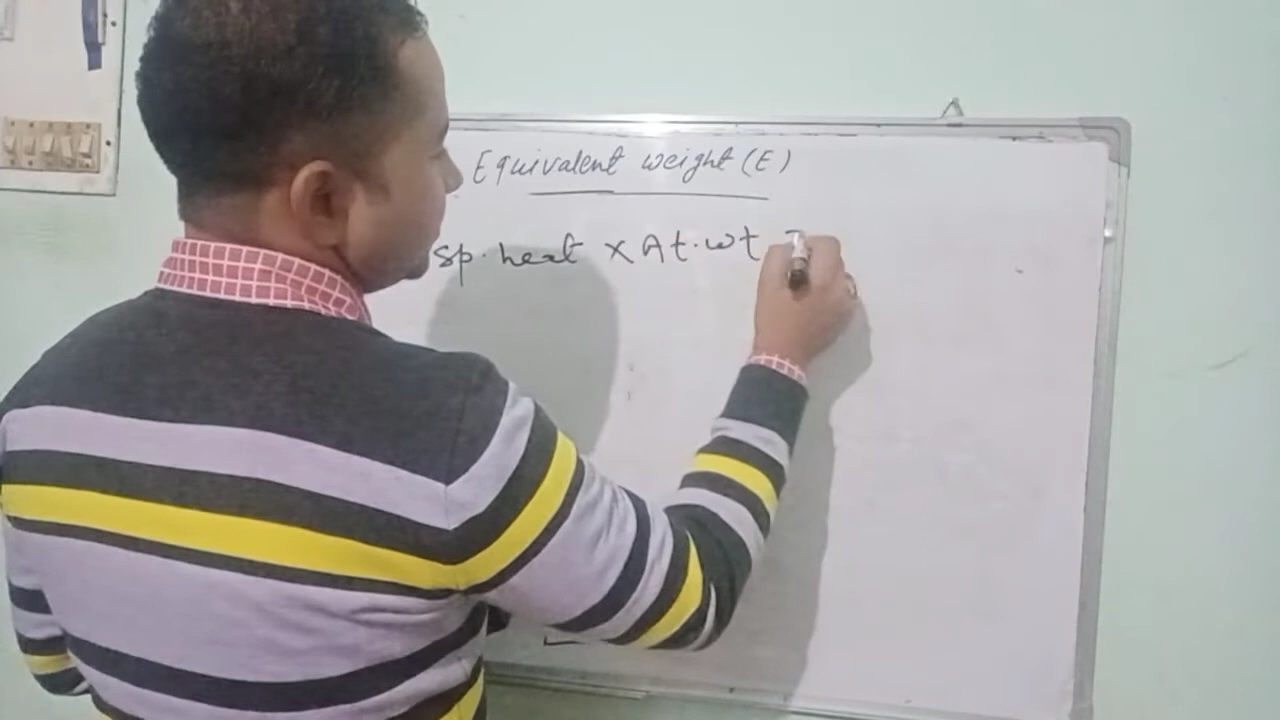 Equivalent weight (E)
sp. heat × At. wt